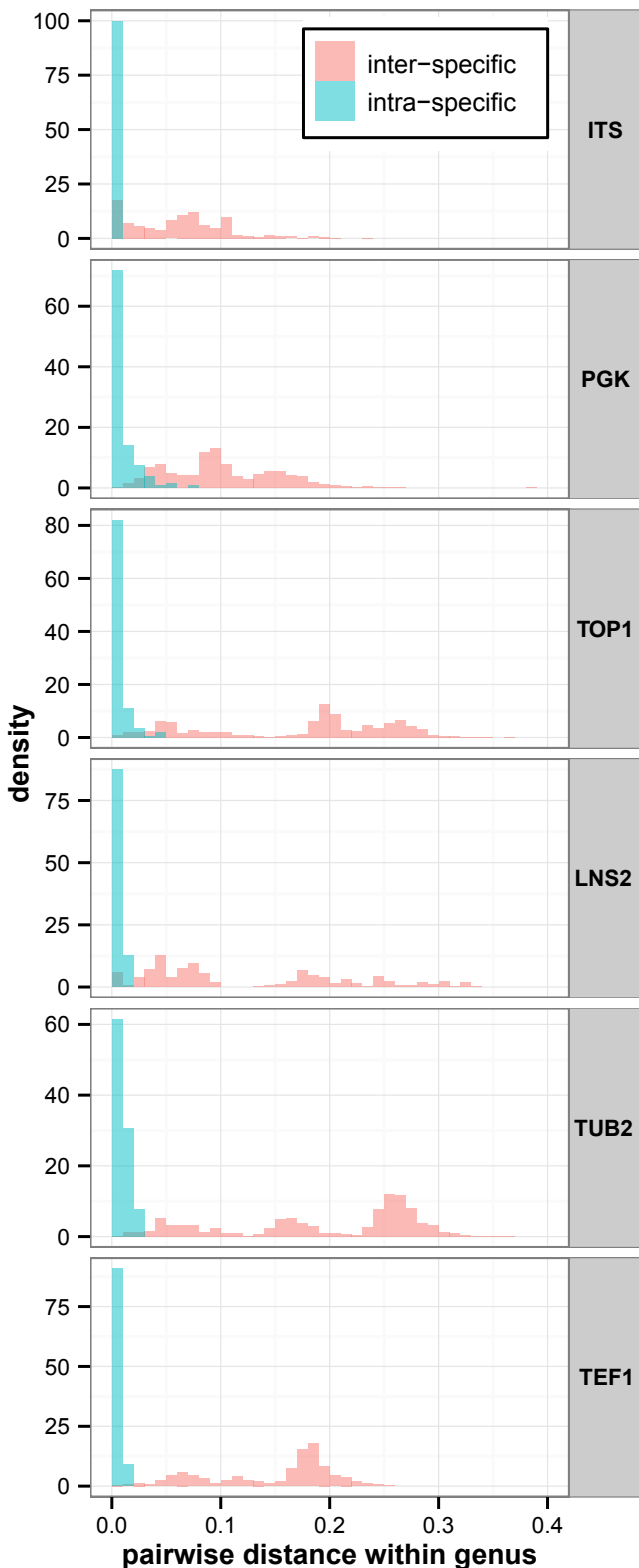 100
75
50
25
0
inter−specific
intra−specific
ITS
60
40
20
0
PGK
80
60
40
20
0
TOP1
density
75
50
25
0
LNS2
60
40
20
0
TUB2
75
50
25
0
TEF1
0.0 0.1 0.2 0.3 0.4
pairwise distance within genus